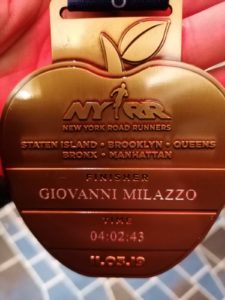 NYRR
NEW YORK ROAD RUNNERS
STATEN ISLAND • BROOKLYN • QUEENS
BRONX • MANHATTAN
FINISHER
GIOVANNI MILAZZO
TIME
04:02:43
11.03.19